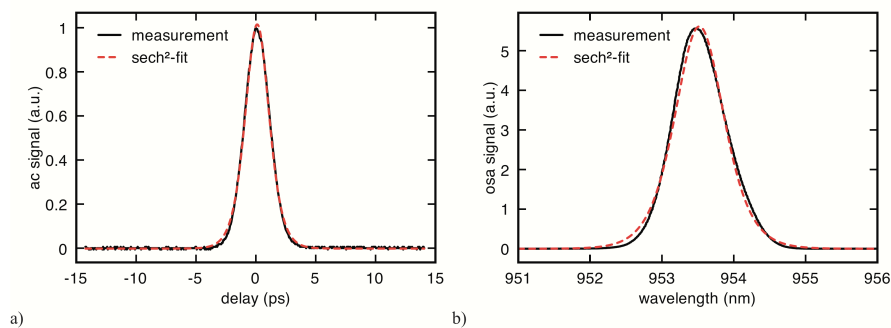 measurement
sech²-fit
ac signal (a.u.)
1
0.8
0.6
0.4
0.2
0
-15
-10
-5
0
5
10
15
delay (ps)
a)
measurement
sech²-fit
osa signal (a.u.)
5
4
3
2
1
0
951
952
953
954
955
956
wavelength (nm)
b)